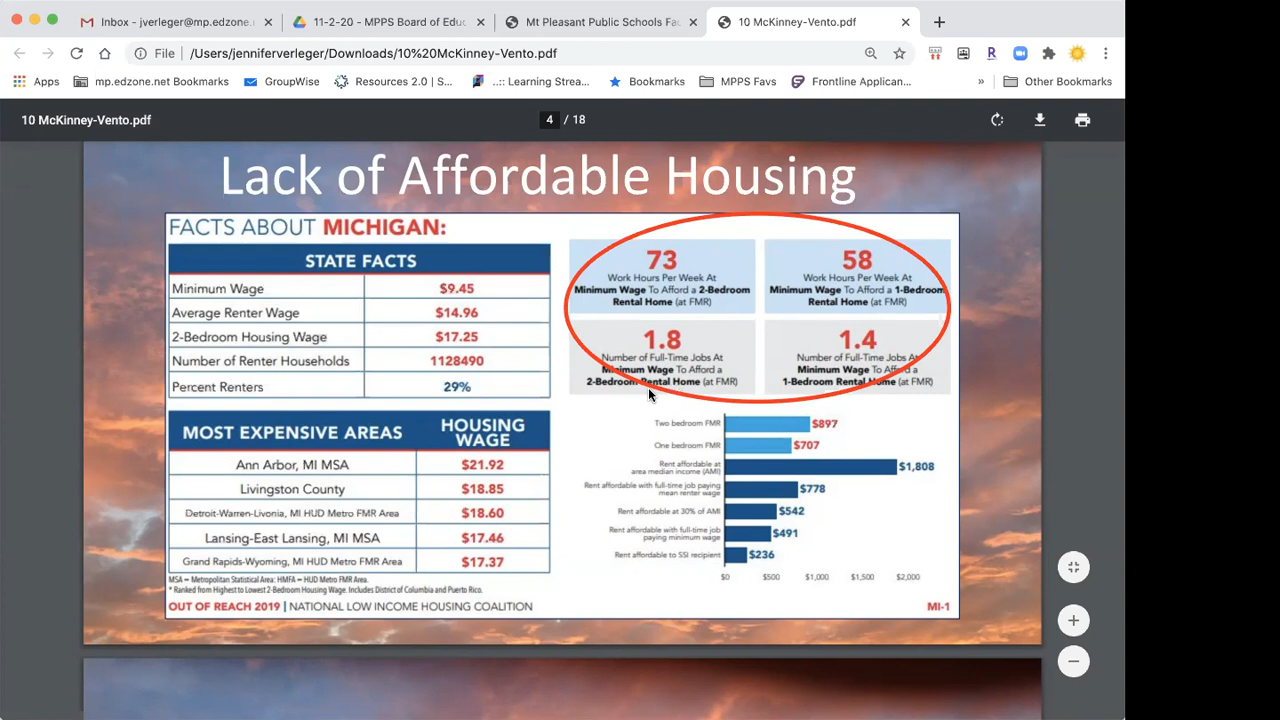 Inbox - jverleger@mp.edzone.
11-2-20 - MPPS Board of Educ
Mt Pleasant Public Schools Fac
10 McKinney-Vento.pdf
File | /Users/jenniferverleger/Downloads/10%20McKinney-Vento.pdf
Apps
mp.edzone.net Bookmarks
GroupWise
Resources 2.0 | S...
..:: Learning Strea...
Bookmarks
MPPS Favs
Frontline Applican...
»
Other Bookmarks
10 McKinney-Vento.pdf
4 / 18
Lack of Affordable Housing
FACTS ABOUT MICHIGAN:
STATE FACTS
Minimum Wage $9.45
Average Renter Wage $14.96
2-Bedroom Housing Wage $17.25
Number of Renter Households 1128490
Percent Renters 29%
MOST EXPENSIVE AREAS
HOUSING
WAGE
Ann Arbor, MI MSA $21.92
Livingston County $18.85
Detroit-Warren-Livonia, MI HUD Metro FMR Area $18.60
Lansing-East Lansing, MI MSA $17.46
Grand Rapids-Wyoming, MI HUD Metro FMR Area $17.37
MSA = Metropolitan Statistical Area: HMFA = HUD Metro FMR Area.
* Ranked from Highest to Lowest 2-Bedroom Housing Wage. Includes District of Columbia and Puerto Rico.
73
Work Hours Per Week At
Minimum Wage To Afford a 2-Bedroom
Rental Home (at FMR)
58
Work Hours Per Week At
Minimum Wage To Afford a 1-Bedroom
Rental Home (at FMR)
1.8
Number of Full-Time Jobs At
Minimum Wage To Afford a
2-Bedroom Rental Home (at FMR)
1.4
Number of Full-Time Jobs At
Minimum Wage To Afford a
1-Bedroom Rental Home (at FMR)
Two bedroom FMR $897
One bedroom FMR $707
Rent affordable at
area median income (AMI) $1,808
Rent affordable with full-time job paying
mean renter wage $778
Rent affordable at 30% of AMI $542
Rent affordable with full-time job
paying minimum wage $491
Rent affordable to SSI recipient $236
$0 $500 $1,000 $1,500 $2,000
OUT OF REACH 2019 | NATIONAL LOW INCOME HOUSING COALITION
MI-1